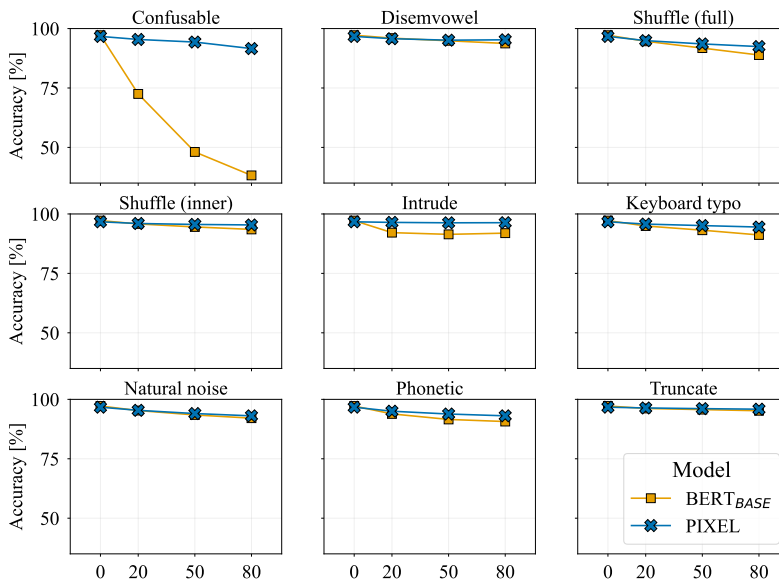 Confusable Disemvowel Shuffle (full)
100
75
50
Accuracy [%]
Shuffle (inner) Intrude Keyboard typo
100
75
50
Accuracy [%]
Natural noise Phonetic Truncate
100
75
50
Accuracy [%]
Model
BERT_BASE
PIXEL
0 20 50 80 0 20 50 80 0 20 50 80